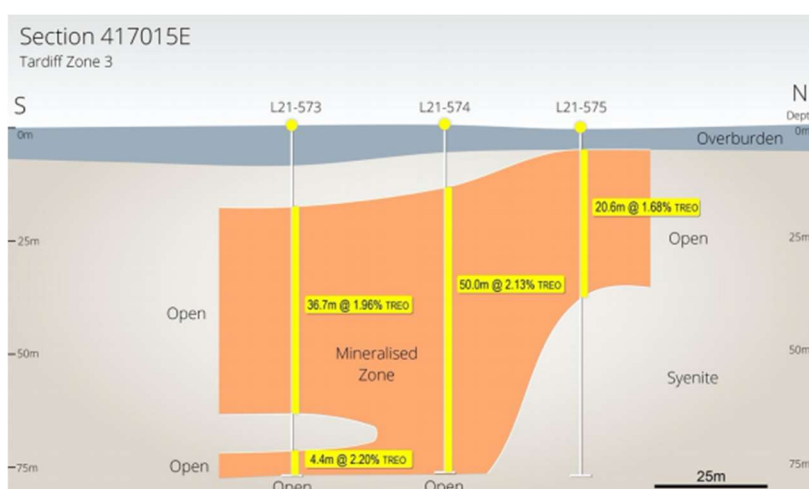 Section 417015E
Tardiff Zone 3
S
N
L21-573
L21-574
L21-575
Dept
0m
0m
Overburden
20.6m @ 1.68% TREO
25m
Open
25m
36.7m @ 1.96% TREO
50.0m @ 2.13% TREO
Open
50m
Mineralised
Zone
50m
Syenite
75m
Open
4.4m @ 2.20% TREO
75m
25m
Open
Open